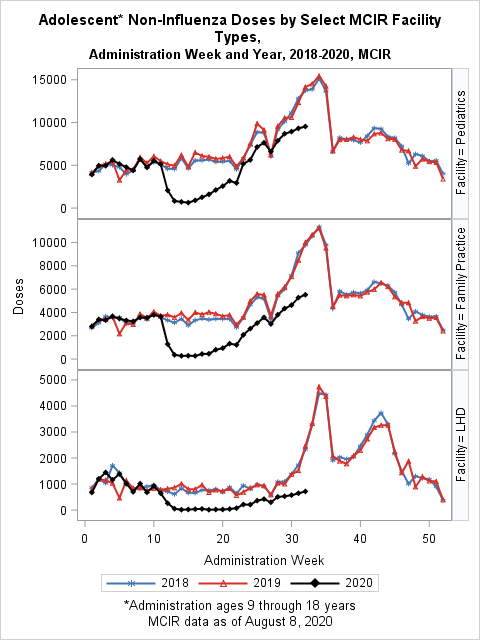 Adolescent* Non-Influenza Doses by Select MCIR Facility
Types,
Administration Week and Year, 2018-2020, MCIR
15000
10000
5000
0
Facility = Pediatrics
10000
8000
6000
4000
2000
0
Facility = Family Practice
Doses
5000
4000
3000
2000
1000
0
Facility = LHD
0 10 20 30 40 50
Administration Week
2018 2019 2020
*Administration ages 9 through 18 years
MCIR data as of August 8, 2020